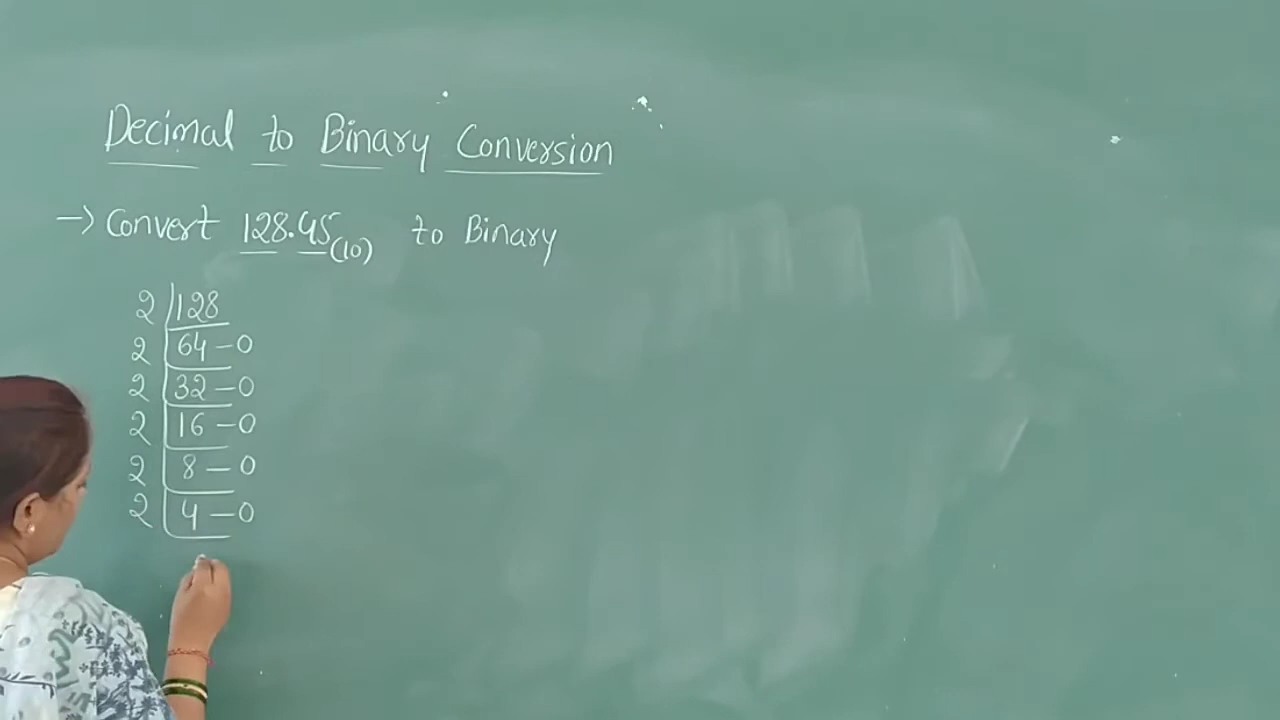 Decimal to Binary Conversion
→ Convert 128.45(10) to Binary
2 | 128
2 | 64 – 0
2 | 32 – 0
2 | 16 – 0
2 | 8 – 0
2 | 4 – 0